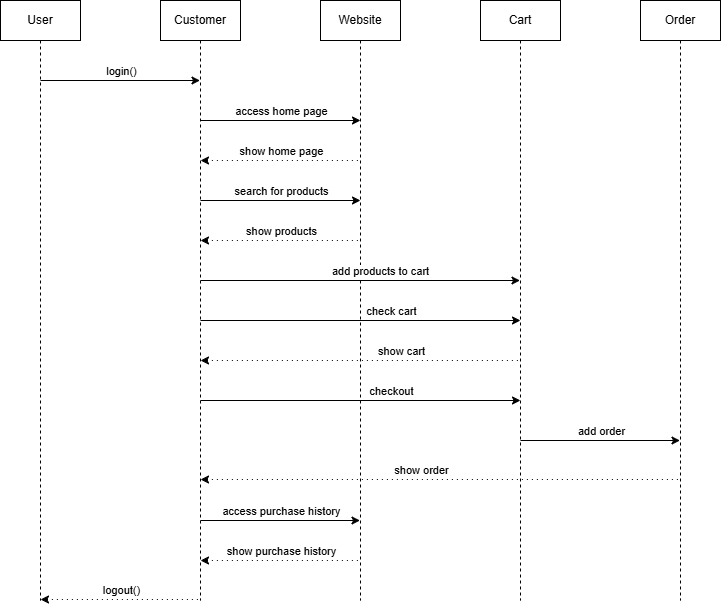 User
Customer
Website
Cart
Order
login()
access home page
show home page
search for products
show products
add products to cart
check cart
show cart
checkout
add order
show order
access purchase history
show purchase history
logout()